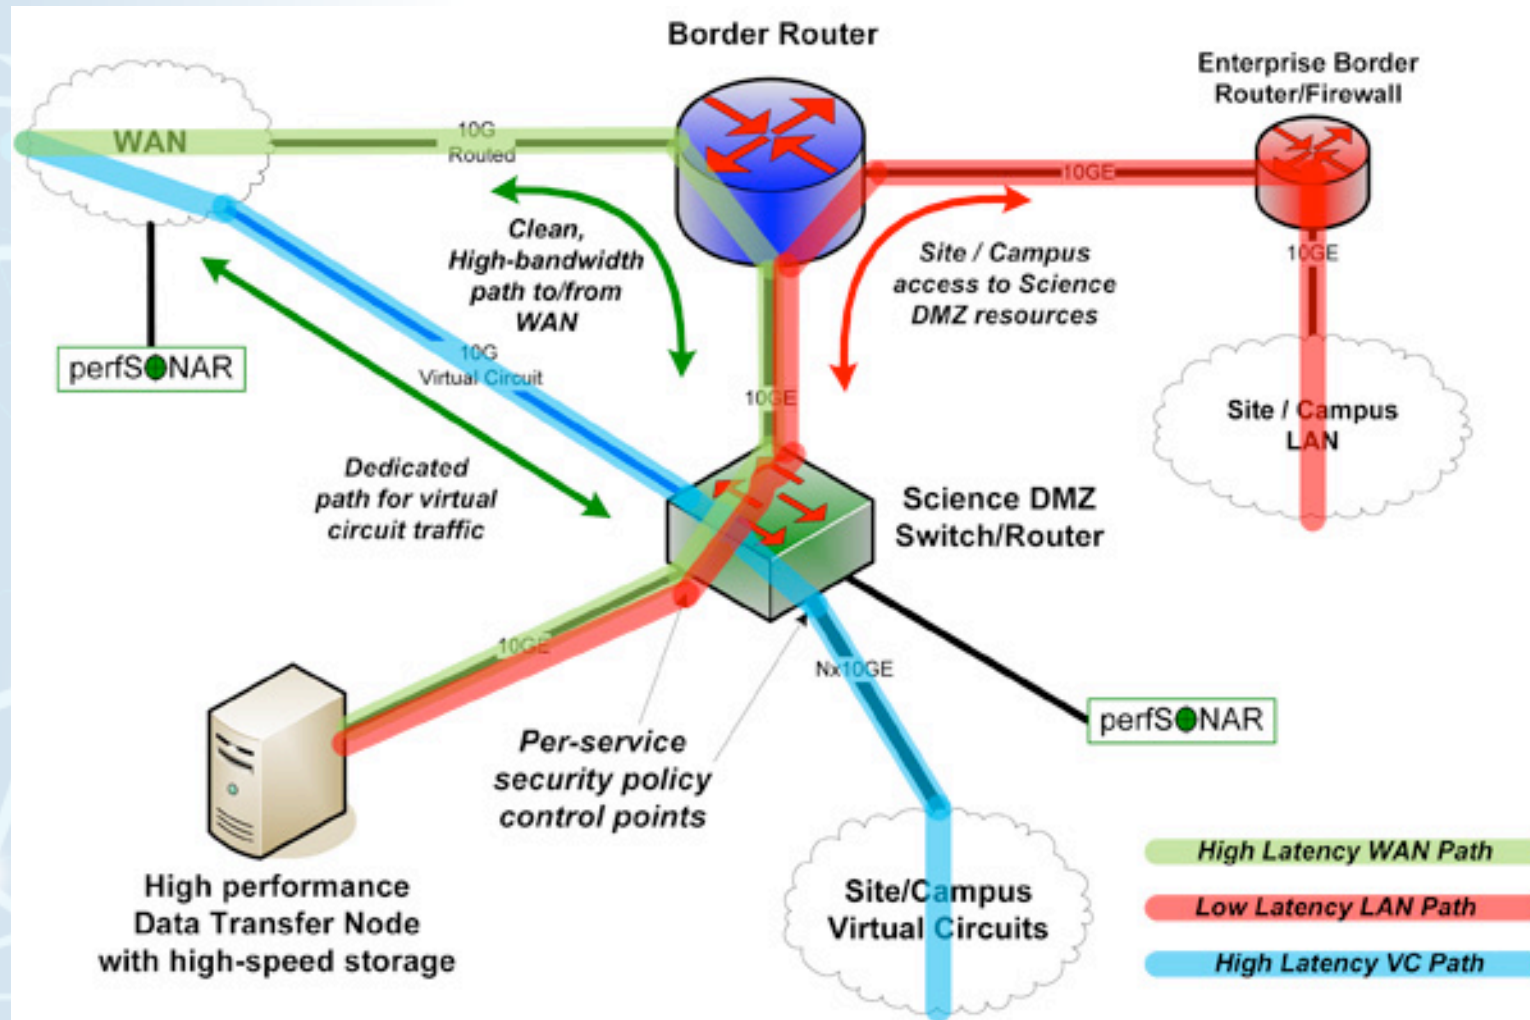 Border Router
Enterprise Border
Router/Firewall
WAN
10G
Routed
10GE
10GE
Clean,
High-bandwidth
path to/from
WAN
Site / Campus
access to Science
DMZ resources
perfSONAR
10G
Virtual Circuit
10GE
Site / Campus
LAN
Dedicated
path for virtual
circuit traffic
Science DMZ
Switch/Router
10GE
Nx10GE
perfSONAR
Per-service
security policy
control points
High performance
Data Transfer Node
with high-speed storage
Site/Campus
Virtual Circuits
High Latency WAN Path
Low Latency LAN Path
High Latency VC Path